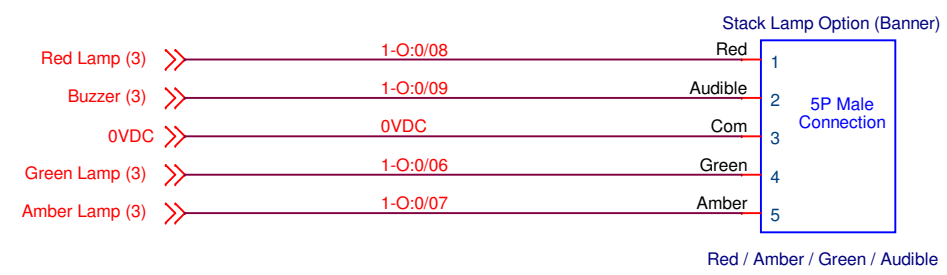 Stack Lamp Option (Banner)
Red Lamp (3) 1-O:0/08 Red 1
Buzzer (3) 1-O:0/09 Audible 2
5P Male
Connection
0VDC 0VDC Com 3
Green Lamp (3) 1-O:0/06 Green 4
Amber Lamp (3) 1-O:0/07 Amber 5
Red / Amber / Green / Audible